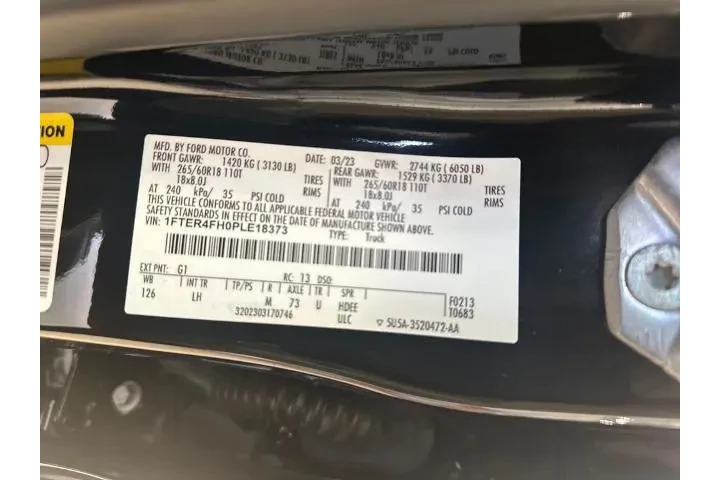 TION
MFD. BY FORD MOTOR CO.
DATE: 03/23 GVWR: 2744 KG ( 6050 LB)
FRONT GAWR: 1420 KG ( 3130 LB) REAR GAWR: 1529 KG ( 3370 LB)
WITH 265/60R18 110T TIRES WITH 265/60R18 110T TIRES
18x8.0J RIMS 18x8.0J RIMS
AT 240 kPa/ 35 PSI COLD AT 240 kPa/ 35 PSI COLD
THIS VEHICLE CONFORMS TO ALL APPLICABLE FEDERAL MOTOR VEHICLE
SAFETY STANDARDS IN EFFECT ON THE DATE OF MANUFACTURE SHOWN ABOVE.
VIN: 1FTER4FH0PLE18373
TYPE: Truck
EXT PNT: G1 RC: 13 DSO:
WB INT TR TP/PS R AXLE TR SPR F0213
126 LH M 73 U HDEE T0683
3202303170746 ULC ▽ SU5A-3520472-AA